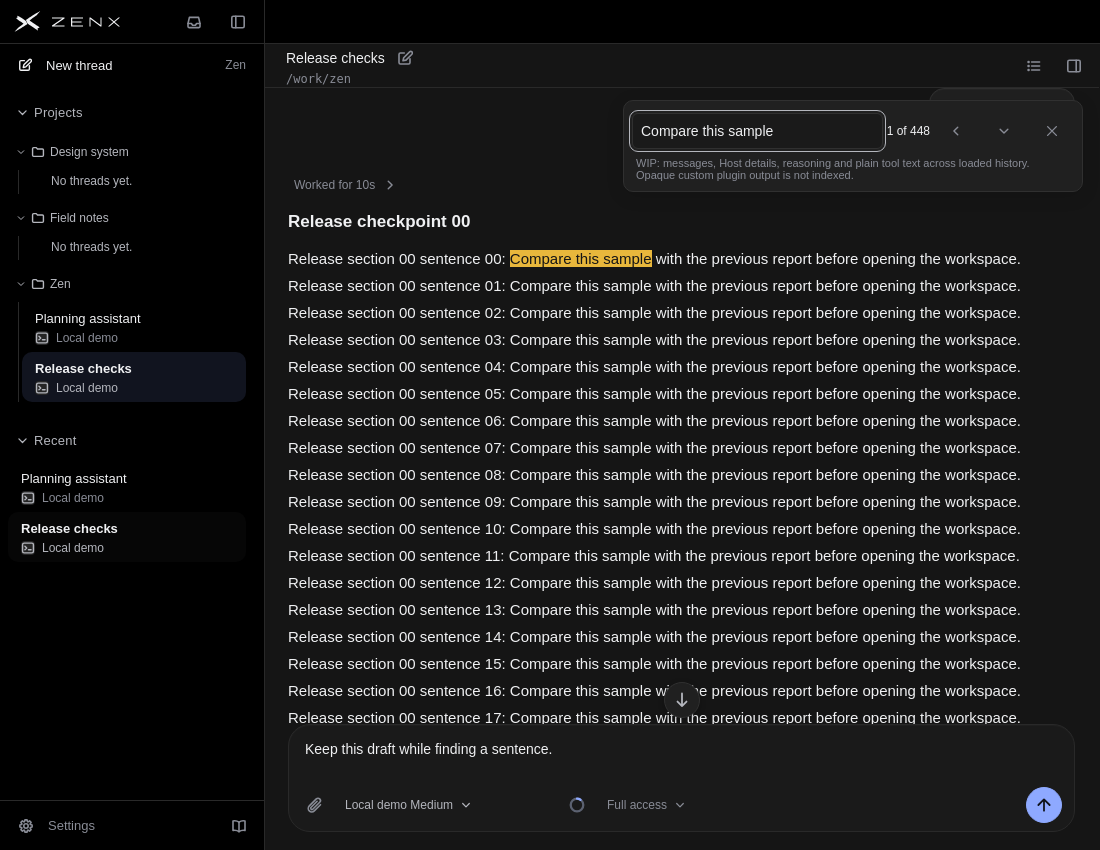 ZENX
New thread
Zen
Projects
Design system
No threads yet.
Field notes
No threads yet.
Zen
Planning assistant
Local demo
Release checks
Local demo
Recent
Planning assistant
Local demo
Release checks
Local demo
Settings
Release checks
/work/zen
Compare this sample
1 of 448
WIP: messages, Host details, reasoning and plain tool text across loaded history.
Opaque custom plugin output is not indexed.
Worked for 10s
Release checkpoint 00
Release section 00 sentence 00: Compare this sample with the previous report before opening the workspace.
Release section 00 sentence 01: Compare this sample with the previous report before opening the workspace.
Release section 00 sentence 02: Compare this sample with the previous report before opening the workspace.
Release section 00 sentence 03: Compare this sample with the previous report before opening the workspace.
Release section 00 sentence 04: Compare this sample with the previous report before opening the workspace.
Release section 00 sentence 05: Compare this sample with the previous report before opening the workspace.
Release section 00 sentence 06: Compare this sample with the previous report before opening the workspace.
Release section 00 sentence 07: Compare this sample with the previous report before opening the workspace.
Release section 00 sentence 08: Compare this sample with the previous report before opening the workspace.
Release section 00 sentence 09: Compare this sample with the previous report before opening the workspace.
Release section 00 sentence 10: Compare this sample with the previous report before opening the workspace.
Release section 00 sentence 11: Compare this sample with the previous report before opening the workspace.
Release section 00 sentence 12: Compare this sample with the previous report before opening the workspace.
Release section 00 sentence 13: Compare this sample with the previous report before opening the workspace.
Release section 00 sentence 14: Compare this sample with the previous report before opening the workspace.
Release section 00 sentence 15: Compare this sample with the previous report before opening the workspace.
Release section 00 sentence 16: Compare this sample with the previous report before opening the workspace.
Release section 00 sentence 17: Compare this sample with the previous report before opening the workspace.
Keep this draft while finding a sentence.
Local demo Medium
Full access